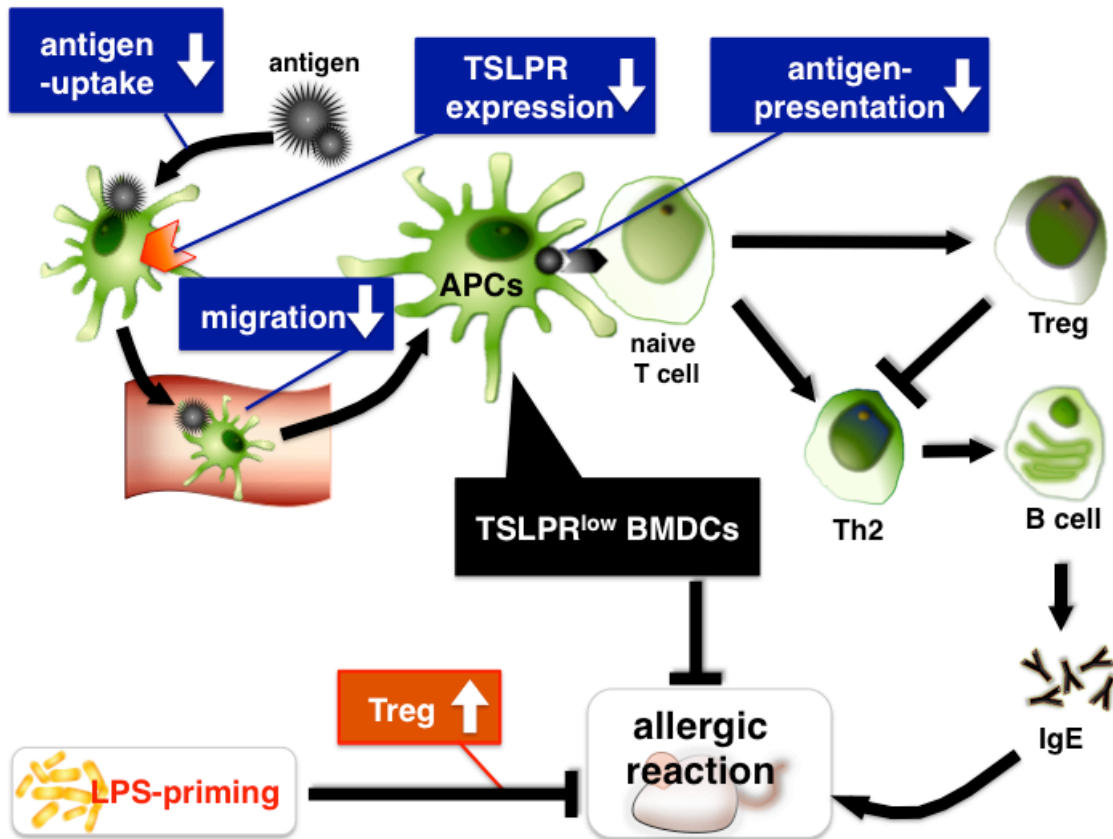 antigen
-uptake
antigen
TSLPR
expression
antigen-
presentation
APCs
naive
T cell
Treg
migration
Th2
B cell
TSLPRlow BMDCs
IgE
Treg
allergic
reaction
LPS-priming